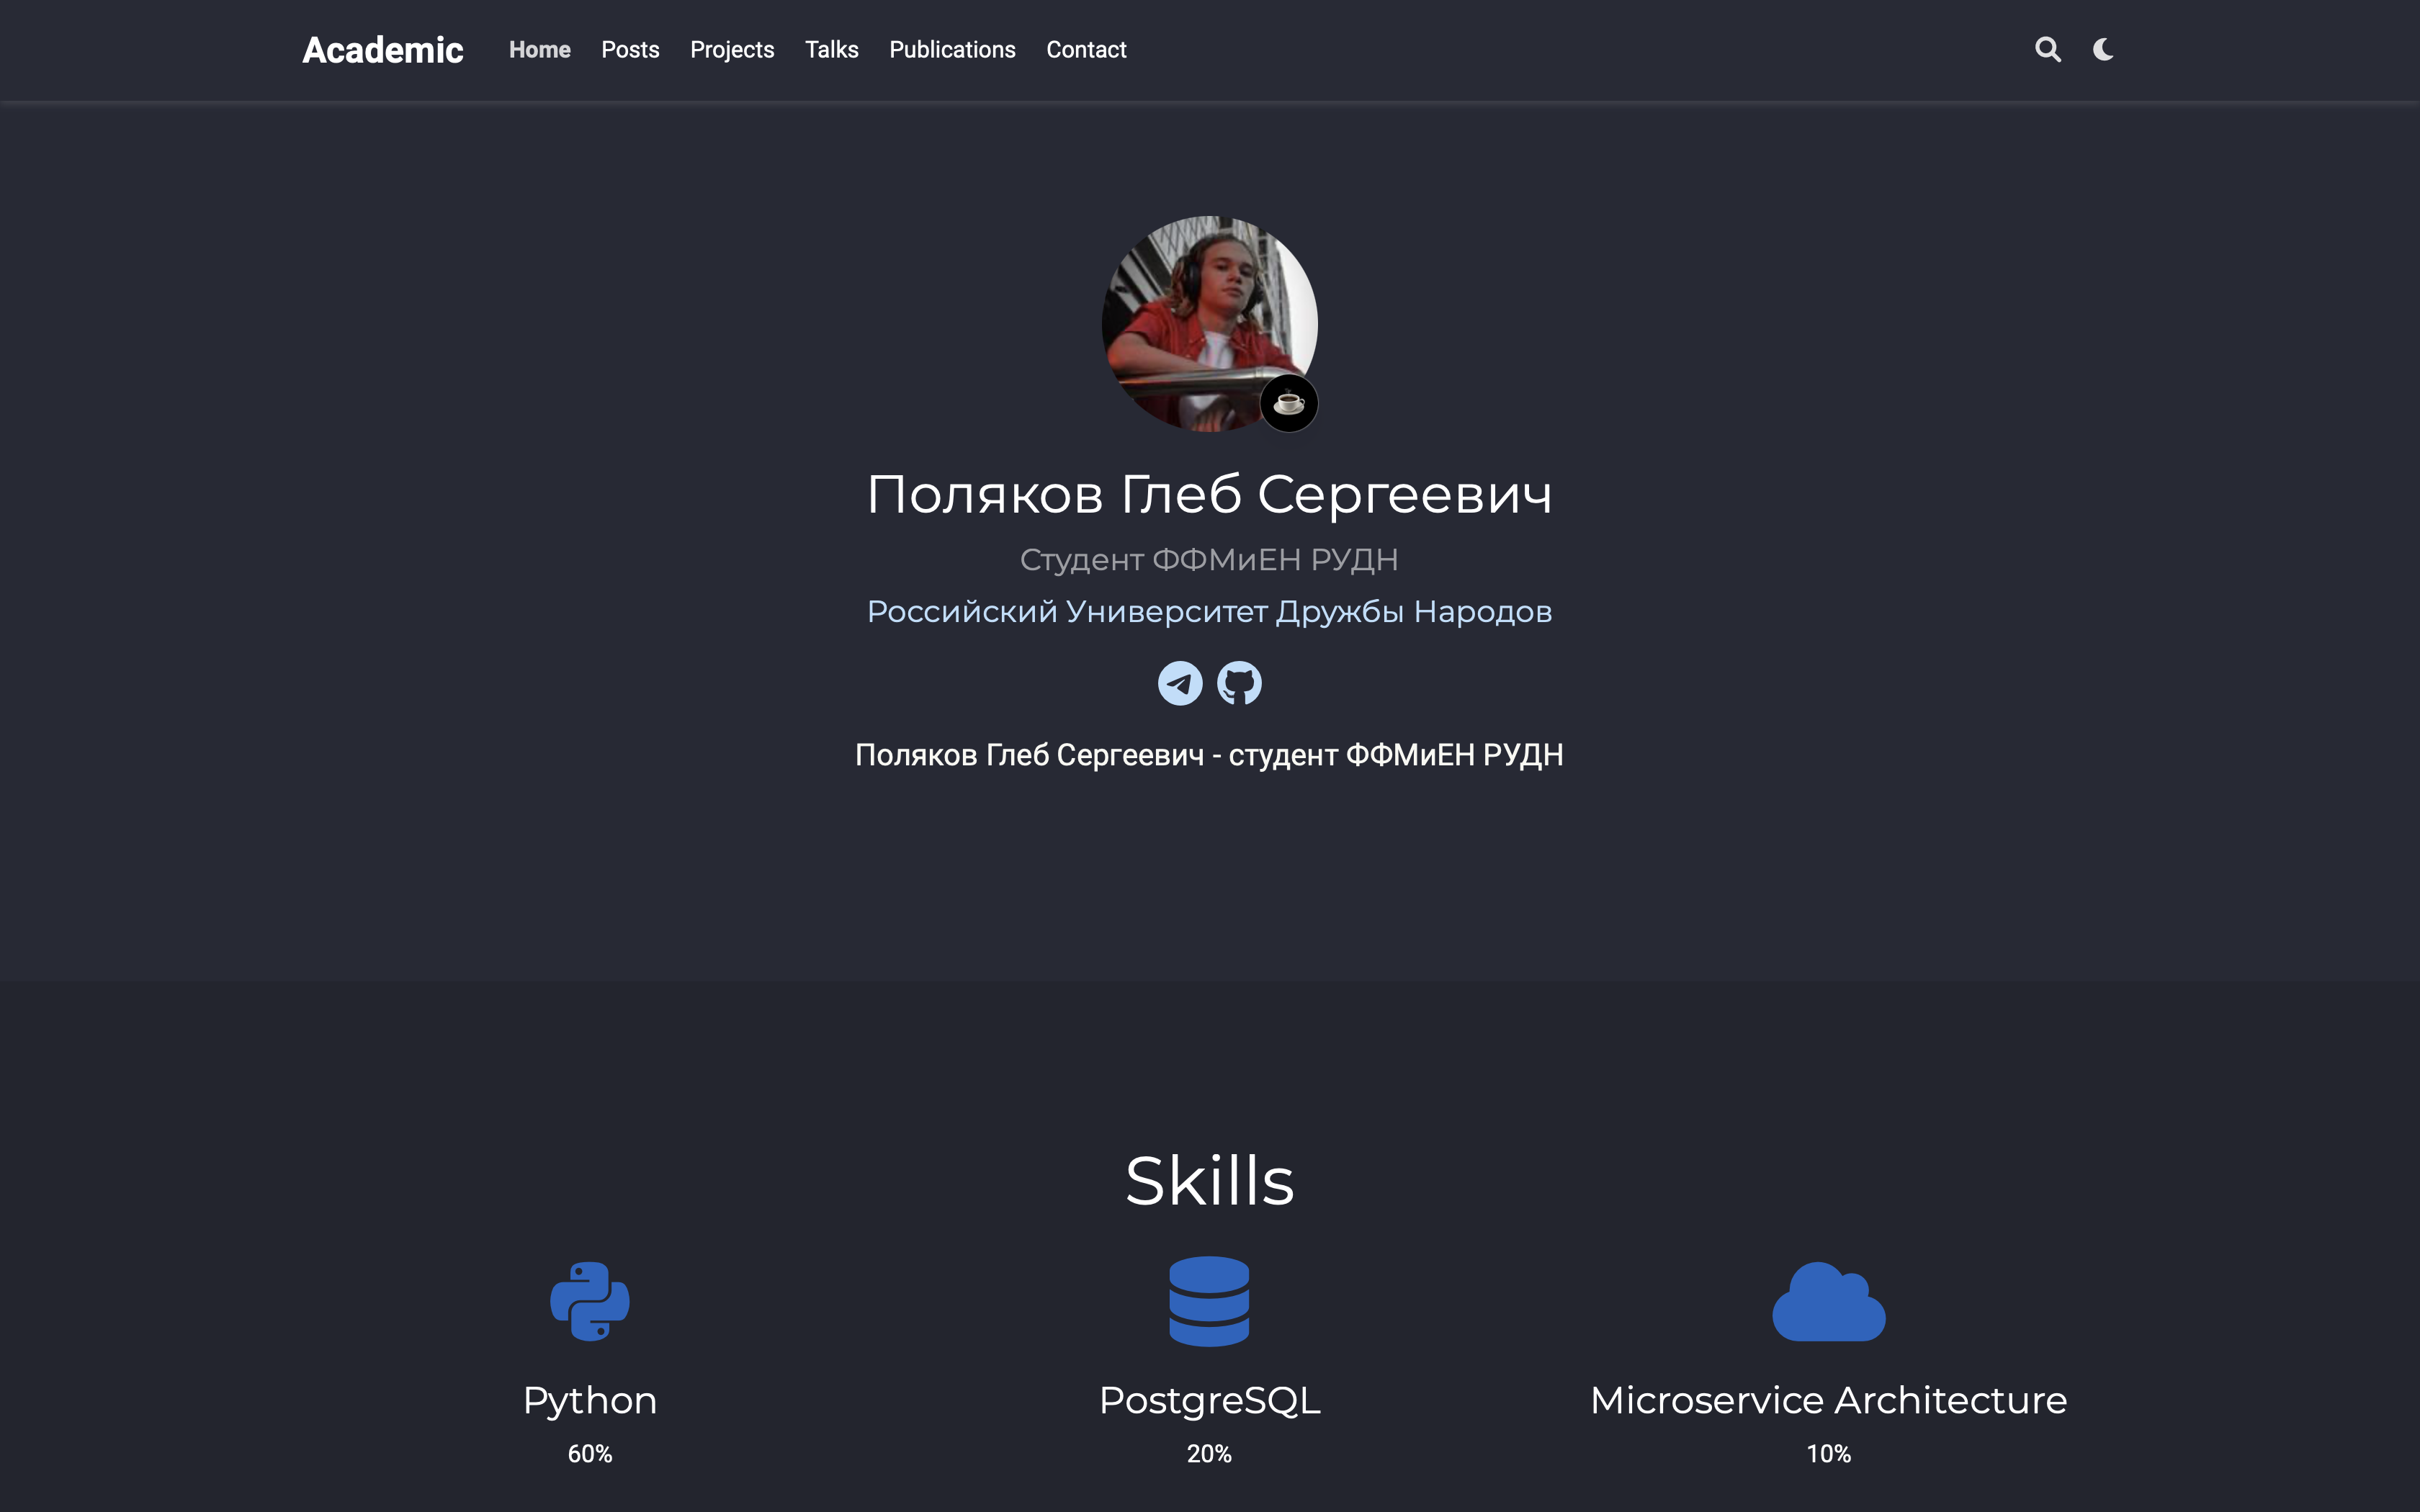 Academic Home Posts Projects Talks Publications Contact
Поляков Глеб Сергеевич
Студент ФФМиЕН РУДН
Российский Университет Дружбы Народов
Поляков Глеб Сергеевич - студент ФФМиЕН РУДН
Skills
Python PostgreSQL Microservice Architecture
60% 20% 10%